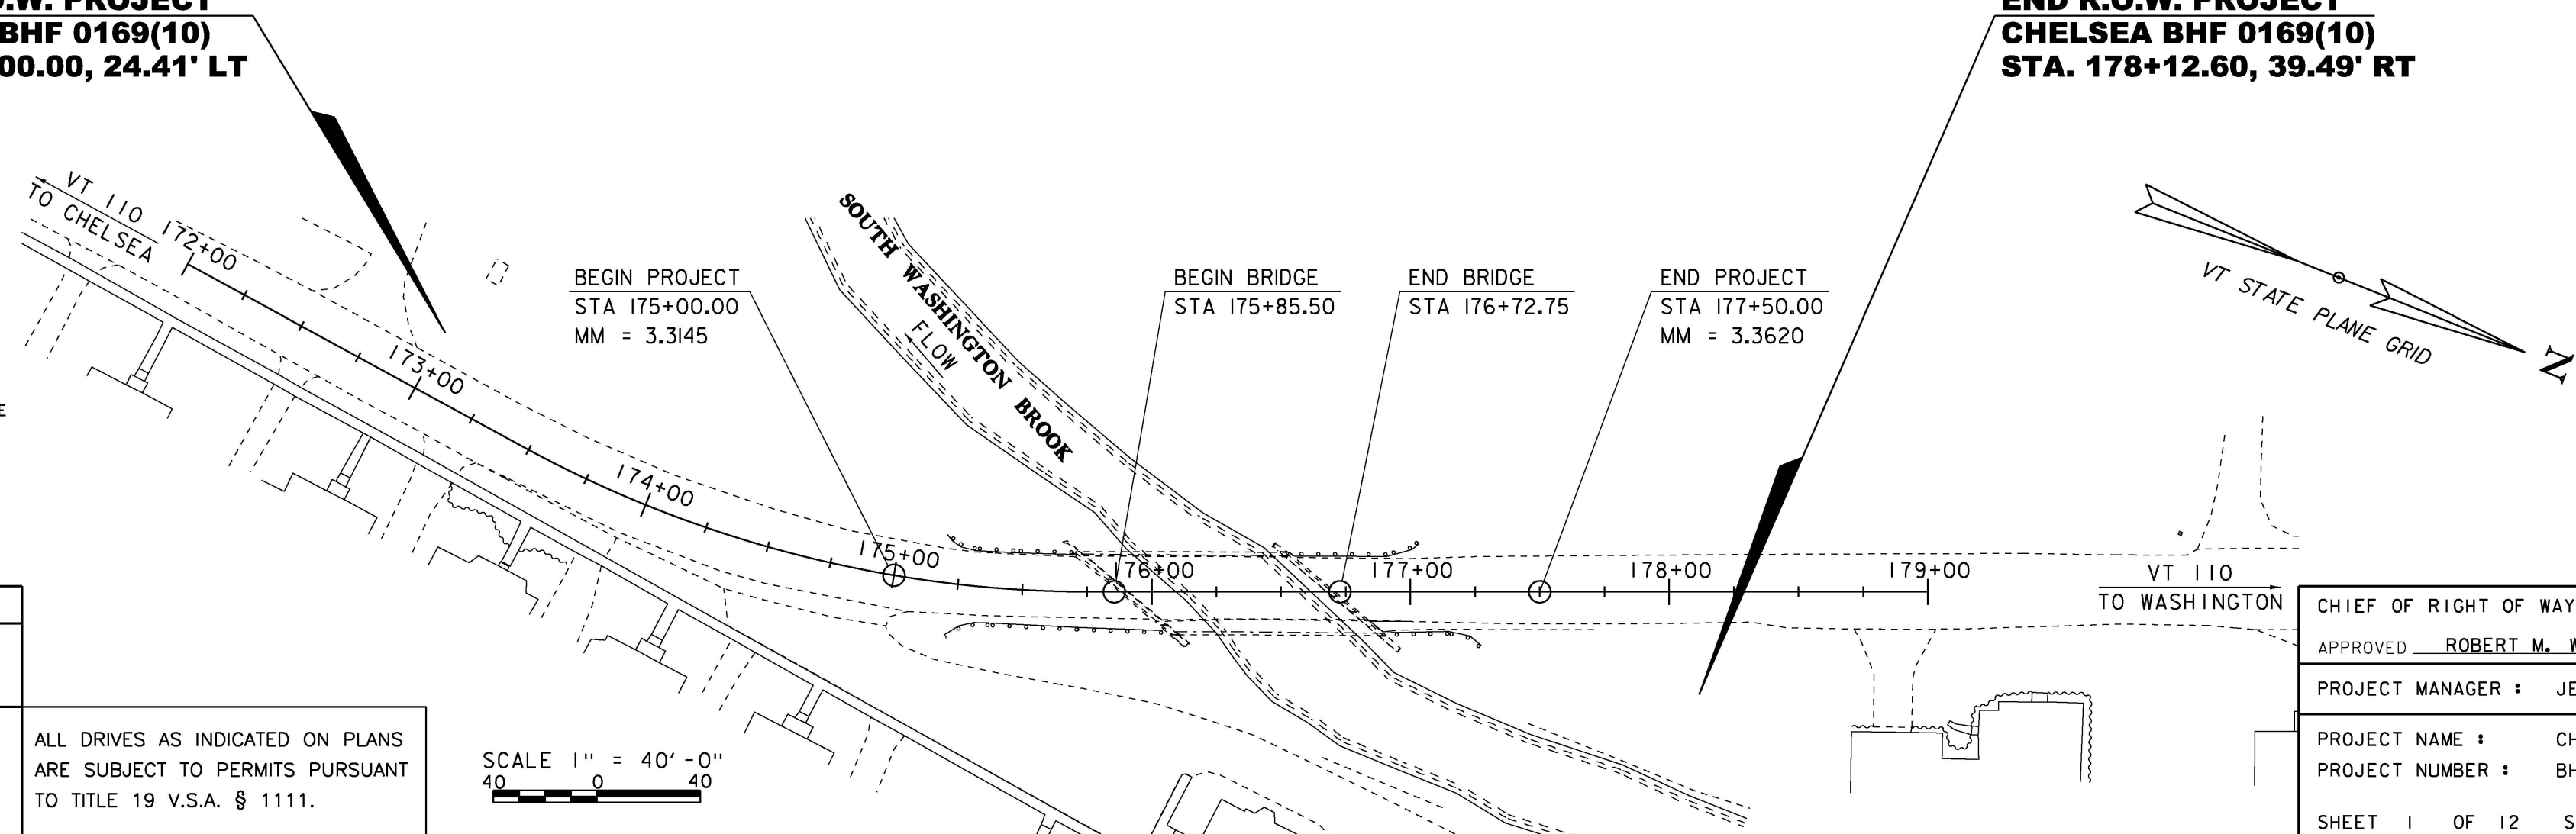 BHF 0169(10)
00.00, 24.41' LT
END R.O.W. PROJECT
CHELSEA BHF 0169(10)
STA. 178+12.60, 39.49' RT
VT 110
TO CHELSEA
172+00
173+00
174+00
175+00
176+00
177+00
178+00
179+00
BEGIN PROJECT
STA 175+00.00
MM = 3.3145
SOUTH WASHINGTON BROOK
FLOW
BEGIN BRIDGE
STA 175+85.50
END BRIDGE
STA 176+72.75
END PROJECT
STA 177+50.00
MM = 3.3620
VT STATE PLANE GRID
N
VT 110
TO WASHINGTON
ALL DRIVES AS INDICATED ON PLANS
ARE SUBJECT TO PERMITS PURSUANT
TO TITLE 19 V.S.A. § 1111.
SCALE 1" = 40'-0"
40 0 40
CHIEF OF RIGHT OF WAY
APPROVED ROBERT M. W
PROJECT MANAGER : JE
PROJECT NAME : CH
PROJECT NUMBER : BH
SHEET 1 OF 12 S